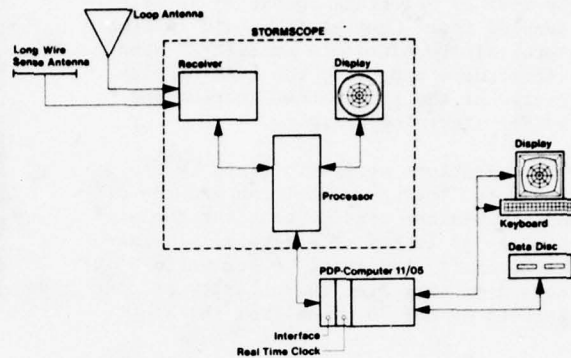 Loop Antenna
Long Wire
Sense Antenna
STORMSCOPE
Receiver
Display
Processor
Display
Keyboard
Data Disc
PDP-Computer 11/05
Interface
Real Time Clock